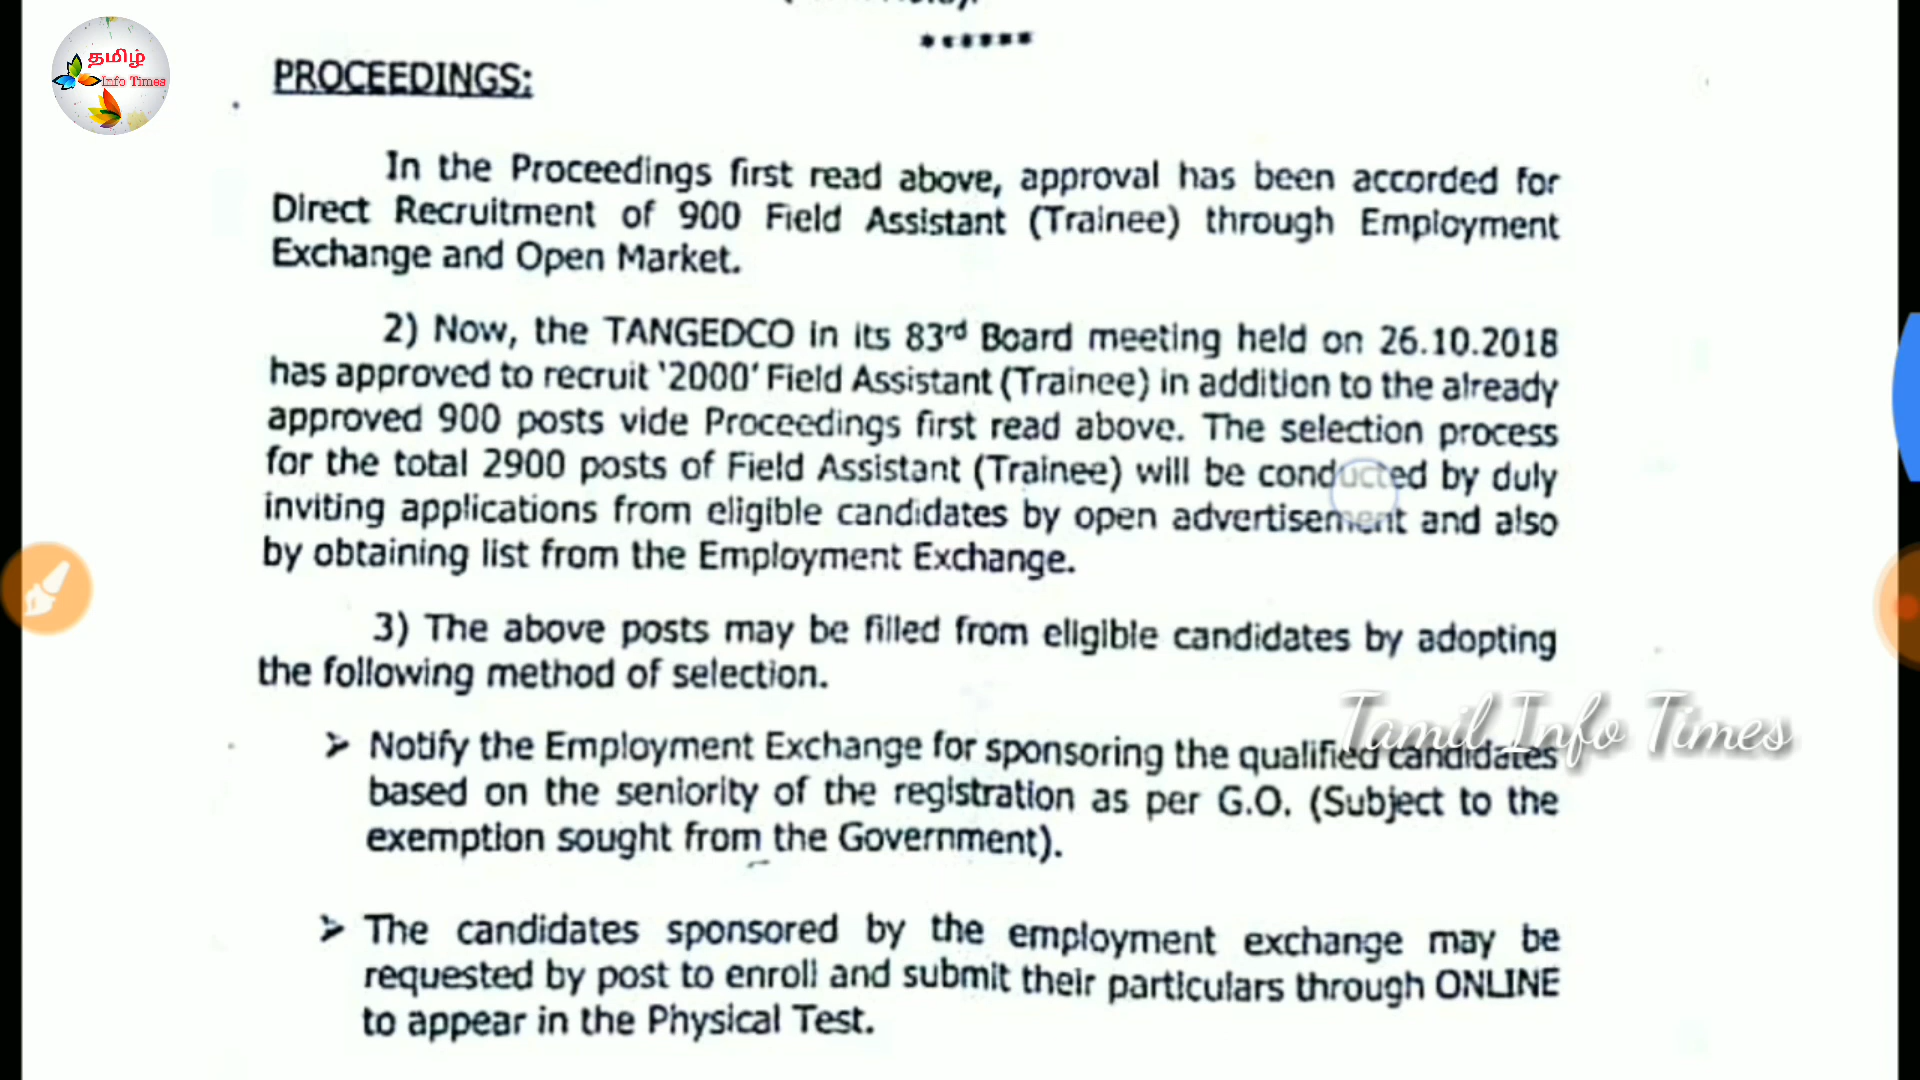 தமிழ்
Info Times
******
PROCEEDINGS:
In the Proceedings first read above, approval has been accorded for
Direct Recruitment of 900 Field Assistant (Trainee) through Employment
Exchange and Open Market.
2) Now, the TANGEDCO in its 83rd Board meeting held on 26.10.2018
has approved to recruit '2000' Field Assistant (Trainee) in addition to the already
approved 900 posts vide Proceedings first read above. The selection process
for the total 2900 posts of Field Assistant (Trainee) will be conducted by duly
inviting applications from eligible candidates by open advertisement and also
by obtaining list from the Employment Exchange.
3) The above posts may be filled from eligible candidates by adopting
the following method of selection.
Tamil Info Times
➢ Notify the Employment Exchange for sponsoring the qualified candidates
based on the seniority of the registration as per G.O. (Subject to the
exemption sought from the Government).
➢ The candidates sponsored by the employment exchange may be
requested by post to enroll and submit their particulars through ONLINE
to appear in the Physical Test.